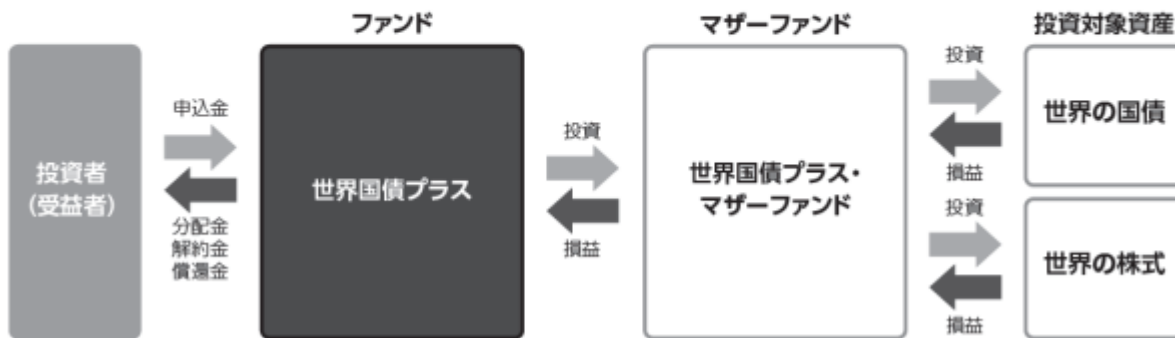 ファンド
マザーファンド
投資対象資産
投資者
(受益者)
申込金
分配金
解約金
償還金
世界国債プラス
投資
損益
世界国債プラス・
マザーファンド
投資
損益
世界の国債
投資
損益
世界の株式